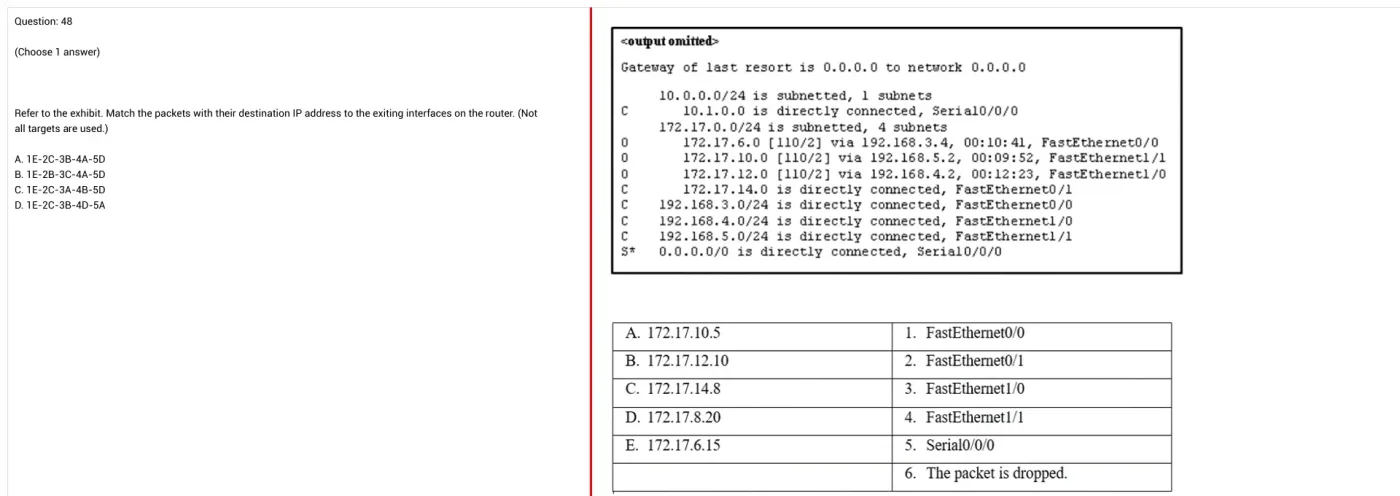 Question: 48
(Choose 1 answer)
Refer to the exhibit. Match the packets with their destination IP address to the exiting interfaces on the router. (Not
all targets are used.)
A. 1E-2C-3B-4A-5D
B. 1E-2B-3C-4A-5D
C. 1E-2C-3A-4B-5D
D. 1E-2C-3B-4D-5A
<output omitted>
Gateway of last resort is 0.0.0.0 to network 0.0.0.0
10.0.0.0/24 is subnetted, 1 subnets
C 10.1.0.0 is directly connected, Serial0/0/0
172.17.0.0/24 is subnetted, 4 subnets
O 172.17.6.0 [110/2] via 192.168.3.4, 00:10:41, FastEthernet0/0
O 172.17.10.0 [110/2] via 192.168.5.2, 00:09:52, FastEthernet1/1
O 172.17.12.0 [110/2] via 192.168.4.2, 00:12:23, FastEthernet1/0
C 172.17.14.0 is directly connected, FastEthernet0/1
C 192.168.3.0/24 is directly connected, FastEthernet0/0
C 192.168.4.0/24 is directly connected, FastEthernet1/0
C 192.168.5.0/24 is directly connected, FastEthernet1/1
S* 0.0.0.0/0 is directly connected, Serial0/0/0
A. 172.17.10.5 1. FastEthernet0/0
B. 172.17.12.10 2. FastEthernet0/1
C. 172.17.14.8 3. FastEthernet1/0
D. 172.17.8.20 4. FastEthernet1/1
E. 172.17.6.15 5. Serial0/0/0
6. The packet is dropped.